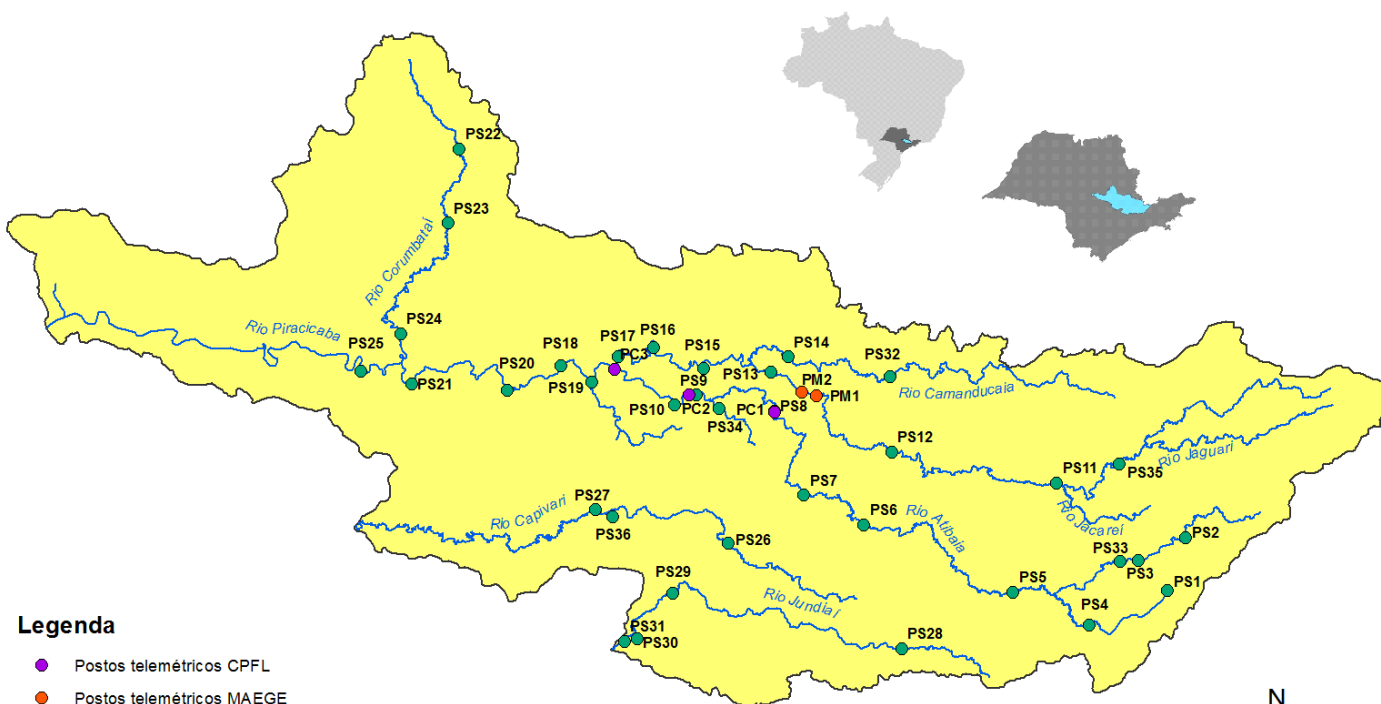 PS22
PS23
Rio Corumbataí
PS24
Rio Piracicaba
PS25
PS21
PS20
PS18
PS19
PS17
PC3
PS16
PS15
PS13
PS14
PS32
Rio Camanducaia
PM2
PM1
PS9
PS10
PC2
PS34
PC1
PS8
PS12
PS11
PS35
Rio Jaguari
Rio Jacareí
PS7
PS6
Rio Atibaia
PS2
PS33
PS3
PS1
PS5
PS4
PS27
Rio Capivari
PS36
PS26
PS29
Rio Jundiaí
PS31
PS30
PS28
Legenda
Postos telemétricos CPFL
Postos telemétricos MAEGE
N